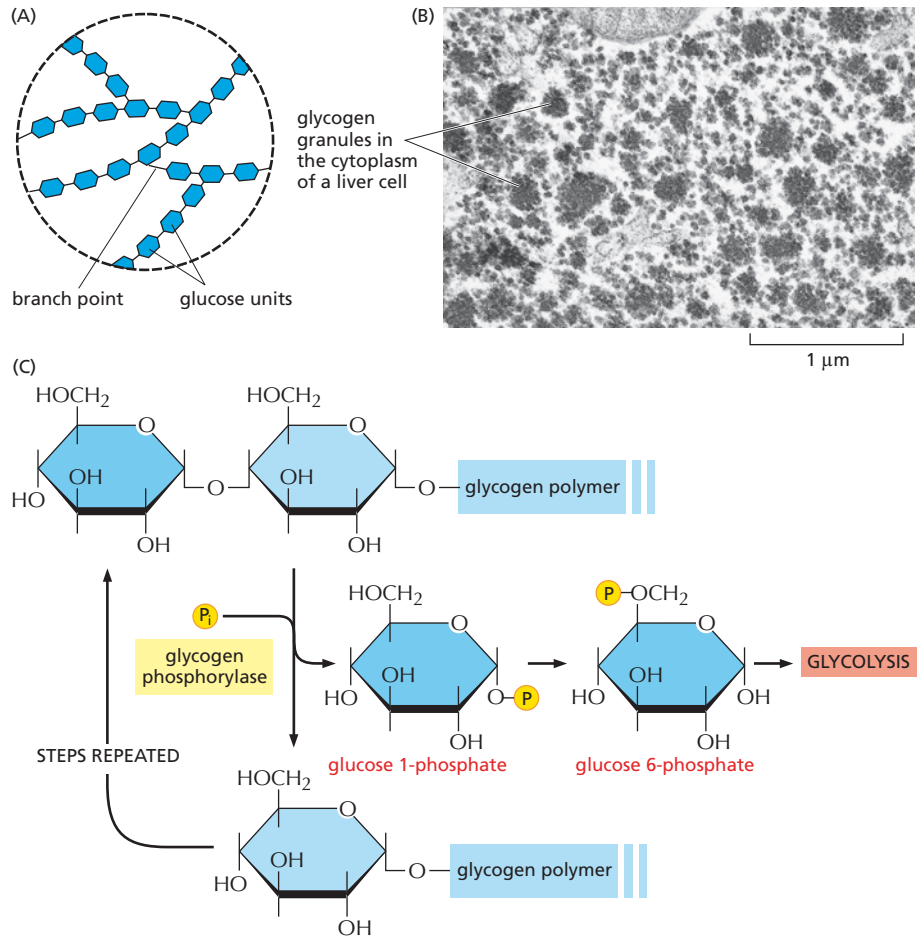 (A)
branch point
glucose units
glycogen
granules in
the cytoplasm
of a liver cell
(B)
1 μm
(C)
HOCH2
O
OH
HO
OH
O
HOCH2
O
OH
OH
O
glycogen polymer
Pi
glycogen
phosphorylase
HOCH2
O
OH
HO
O
P
OH
glucose 1-phosphate
P
OCH2
O
OH
HO
OH
OH
glucose 6-phosphate
GLYCOLYSIS
STEPS REPEATED
HOCH2
O
OH
HO
OH
O
glycogen polymer